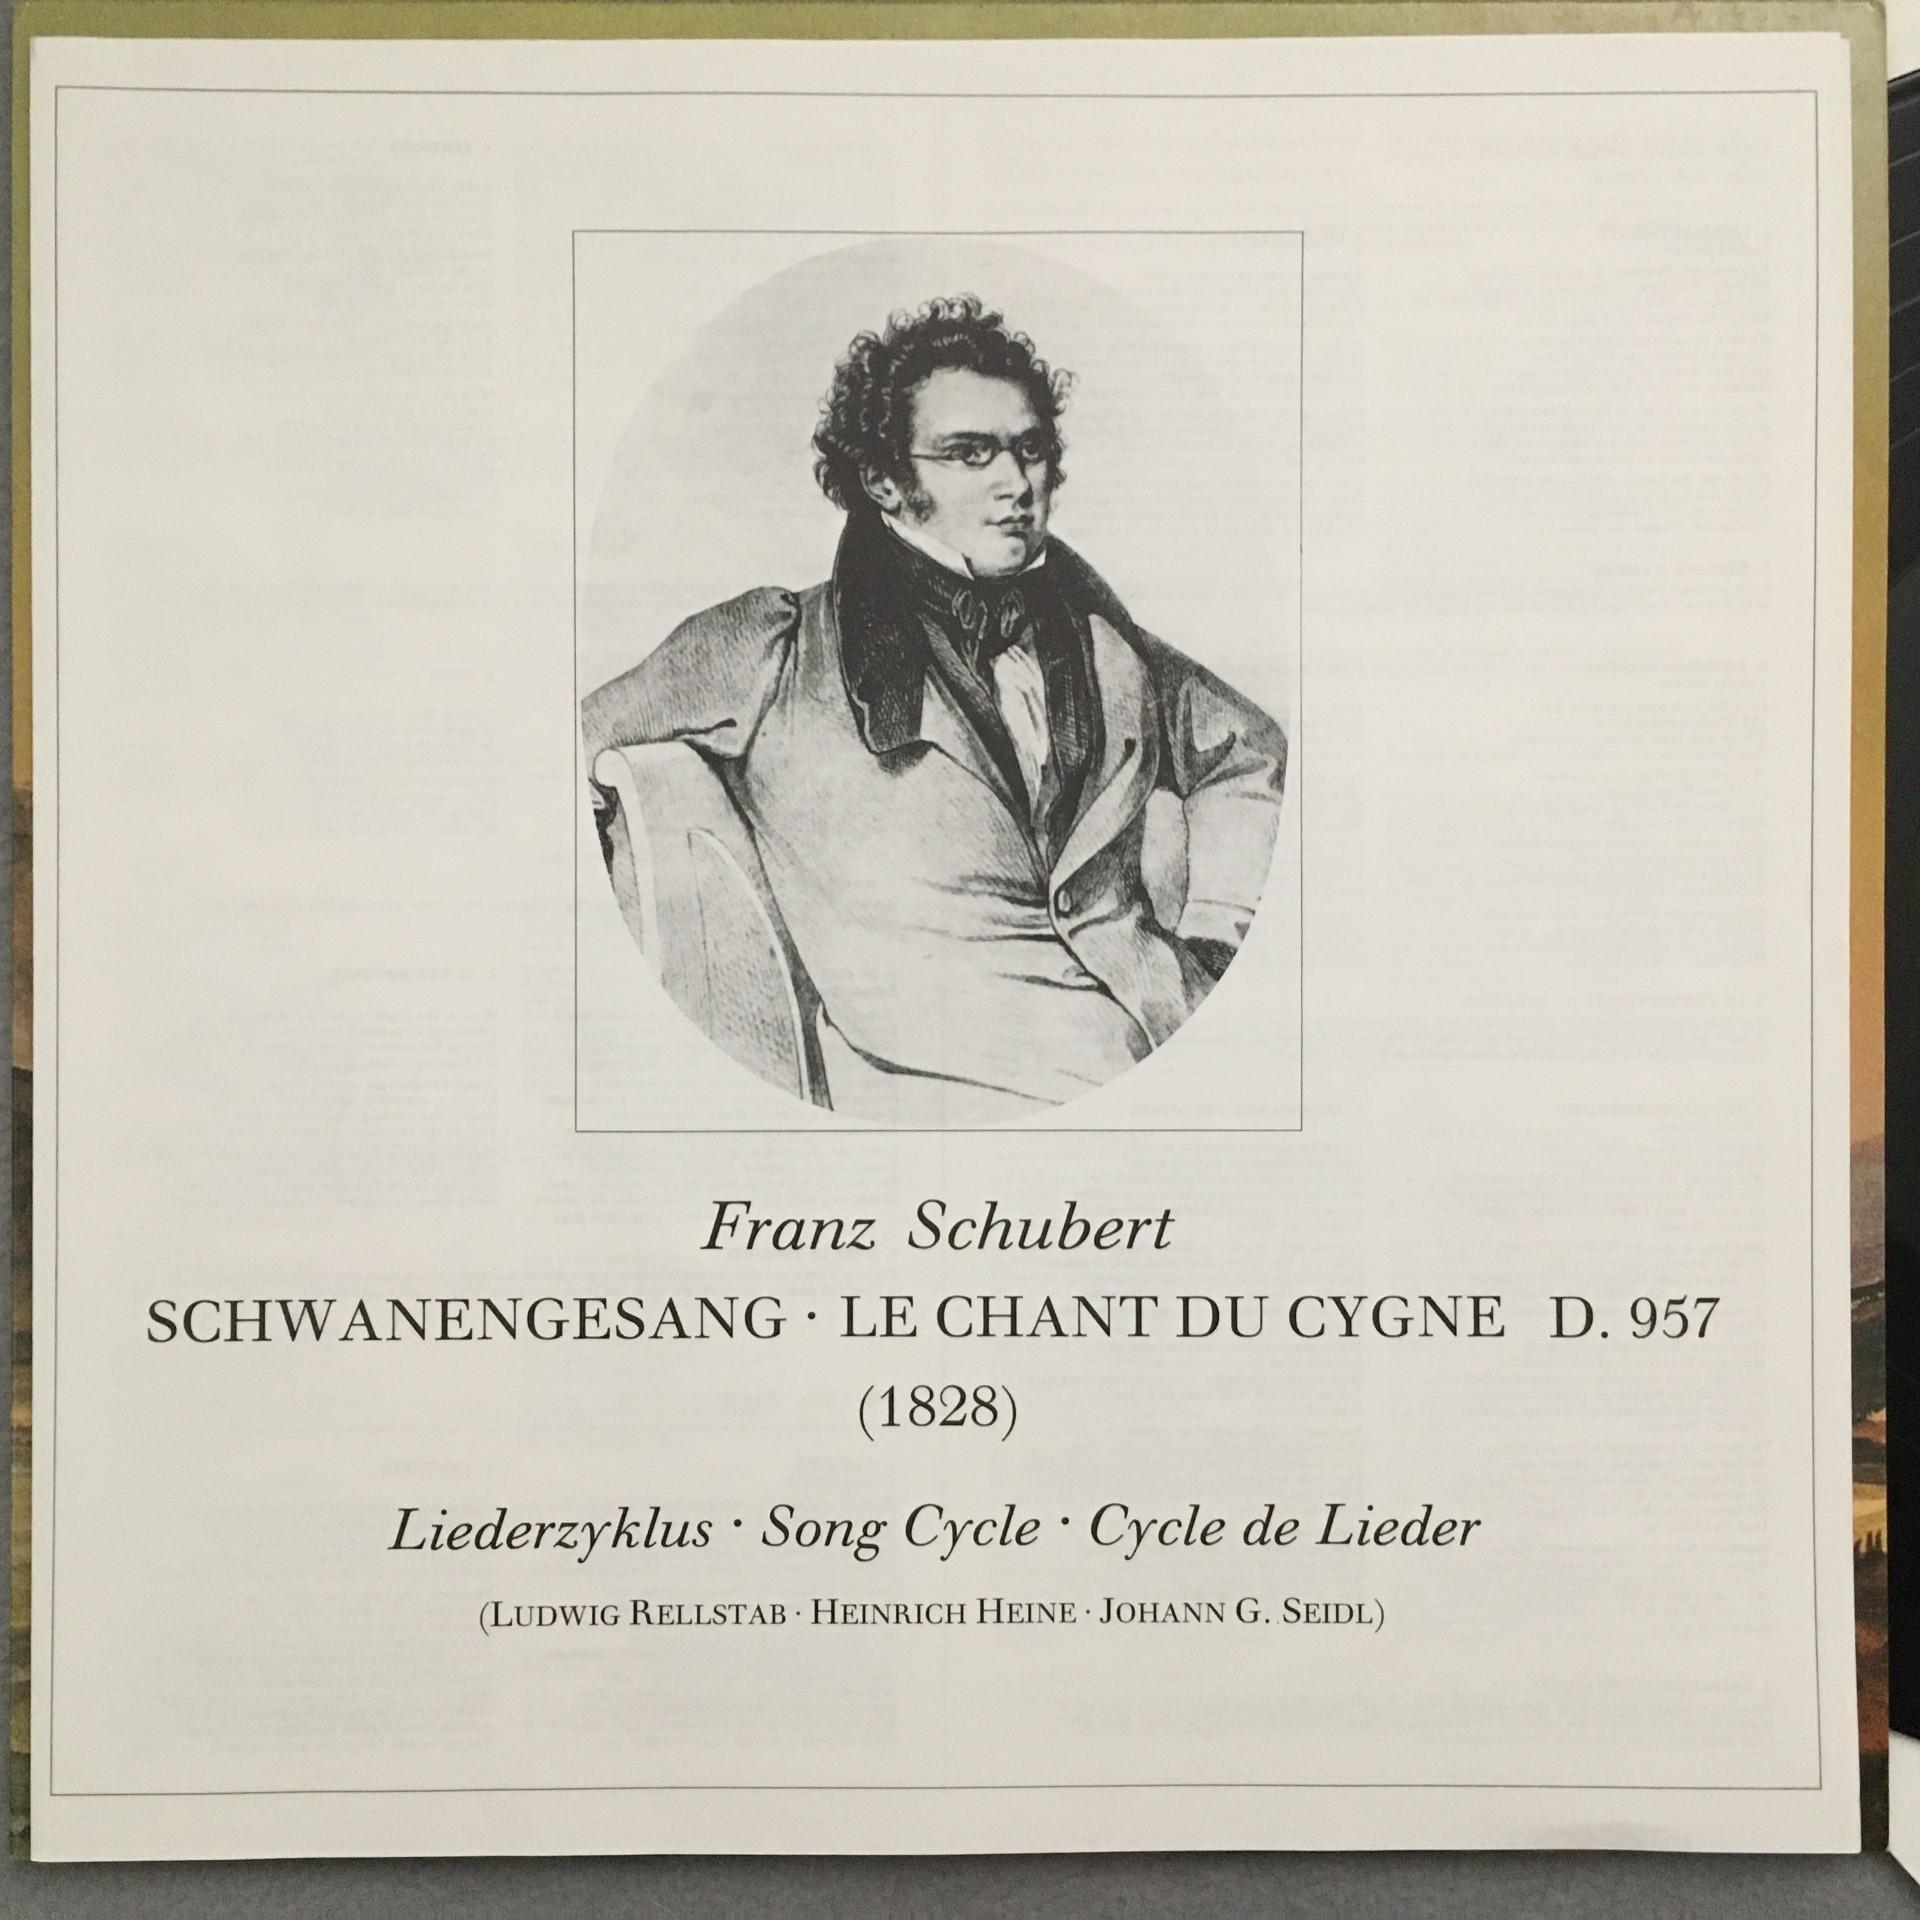 Franz Schubert
SCHWANENGESANG · LE CHANT DU CYGNE D. 957
(1828)
Liederzyklus · Song Cycle · Cycle de Lieder
(LUDWIG RELLSTAB · HEINRICH HEINE · JOHANN G. SEIDL)